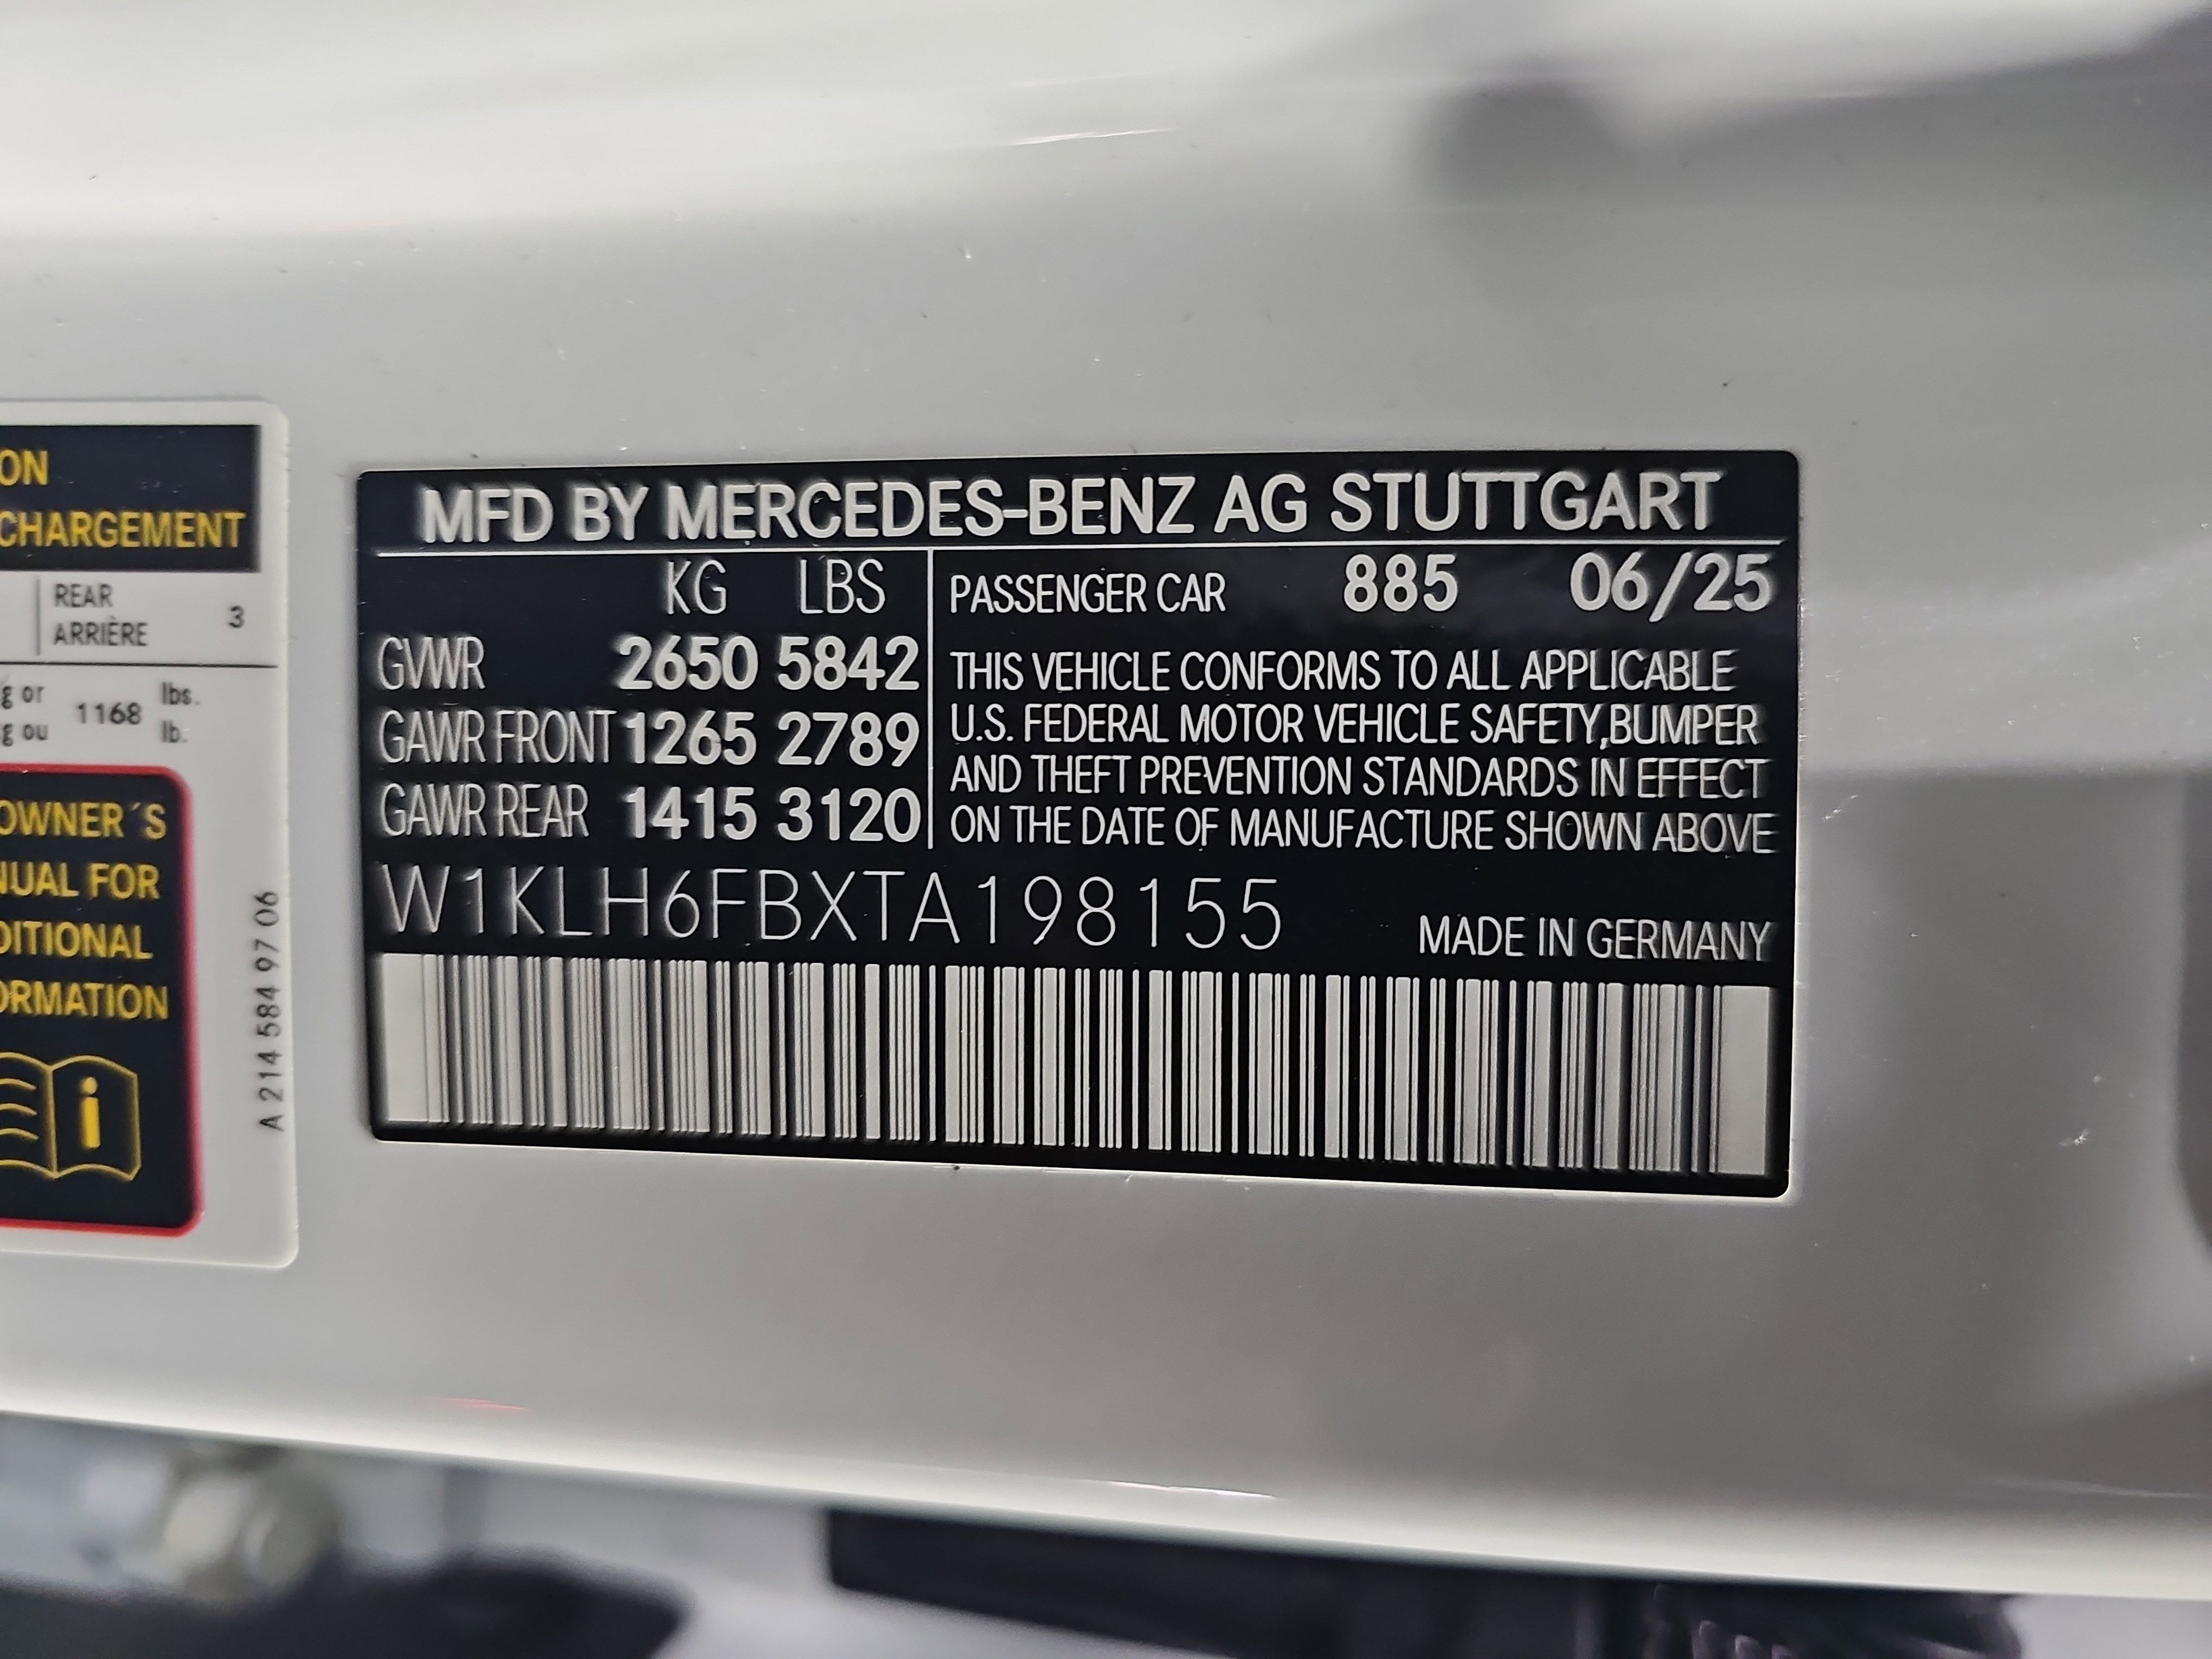 ON
CHARGEMENT
REAR
ARRIÈRE 3
g or 1168 lbs.
g ou lb.
OWNER´S
NUAL FOR
DITIONAL
ORMATION
A 214 584 97 06
MFD BY MERCEDES-BENZ AG STUTTGART
KG LBS
GVWR 2650 5842
GAWR FRONT 1265 2789
GAWR REAR 1415 3120
PASSENGER CAR 885 06/25
THIS VEHICLE CONFORMS TO ALL APPLICABLE
U.S. FEDERAL MOTOR VEHICLE SAFETY,BUMPER
AND THEFT PREVENTION STANDARDS IN EFFECT
ON THE DATE OF MANUFACTURE SHOWN ABOVE
W1KLH6FBXTA198155
MADE IN GERMANY